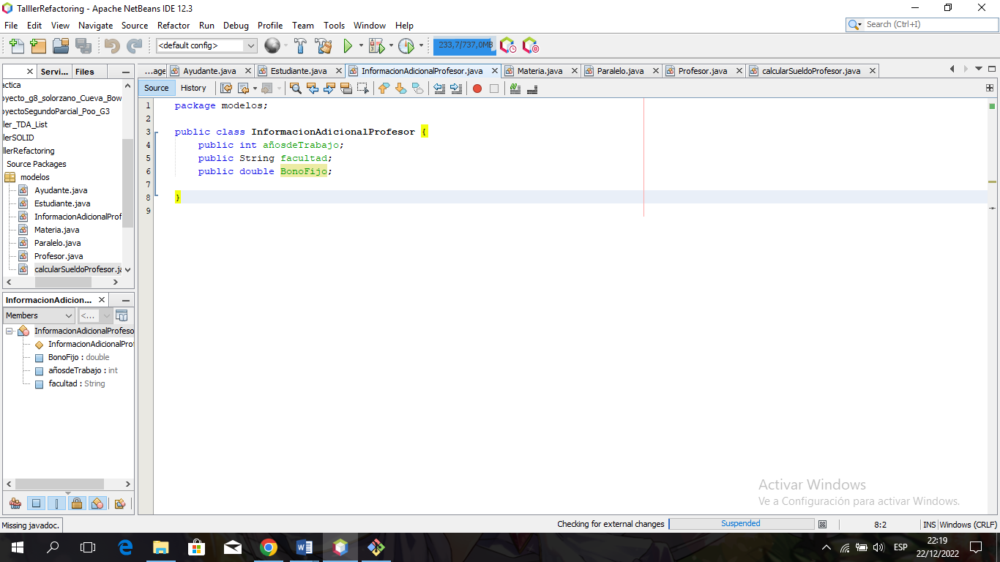 TalllerRefactoring - Apache NetBeans IDE 12.3
File Edit View Navigate Source Refactor Run Debug Profile Team Tools Window Help
Search (Ctrl+I)
<default config>
233,7/737,0MB
Servi... Files
...age Ayudante.java Estudiante.java InformacionAdicionalProfesor.java Materia.java Paralelo.java Profesor.java calcularSueldoProfesor.java
Source History
actica
oyecto_g8_solorzano_Cueva_Bow
oyectoSegundoParcial_Poo_G3
ller_TDA_List
llerSOLID
llerRefactoring
Source Packages
modelos
Ayudante.java
Estudiante.java
InformacionAdicionalProf
Materia.java
Paralelo.java
Profesor.java
calcularSueldoProfesor.ja
1 package modelos;
2
3 public class InformacionAdicionalProfesor {
4 public int añosdeTrabajo;
5 public String facultad;
6 public double BonoFijo;
7
8 }
9
InformacionAdicion...
Members <...
InformacionAdicionalProfeso
InformacionAdicionalProf
BonoFijo : double
añosdeTrabajo : int
facultad : String
Activar Windows
Ve a Configuración para activar Windows.
Missing javadoc.
Checking for external changes Suspended 8:2 INS Windows (CRLF)
ESP
22:19
22/12/2022